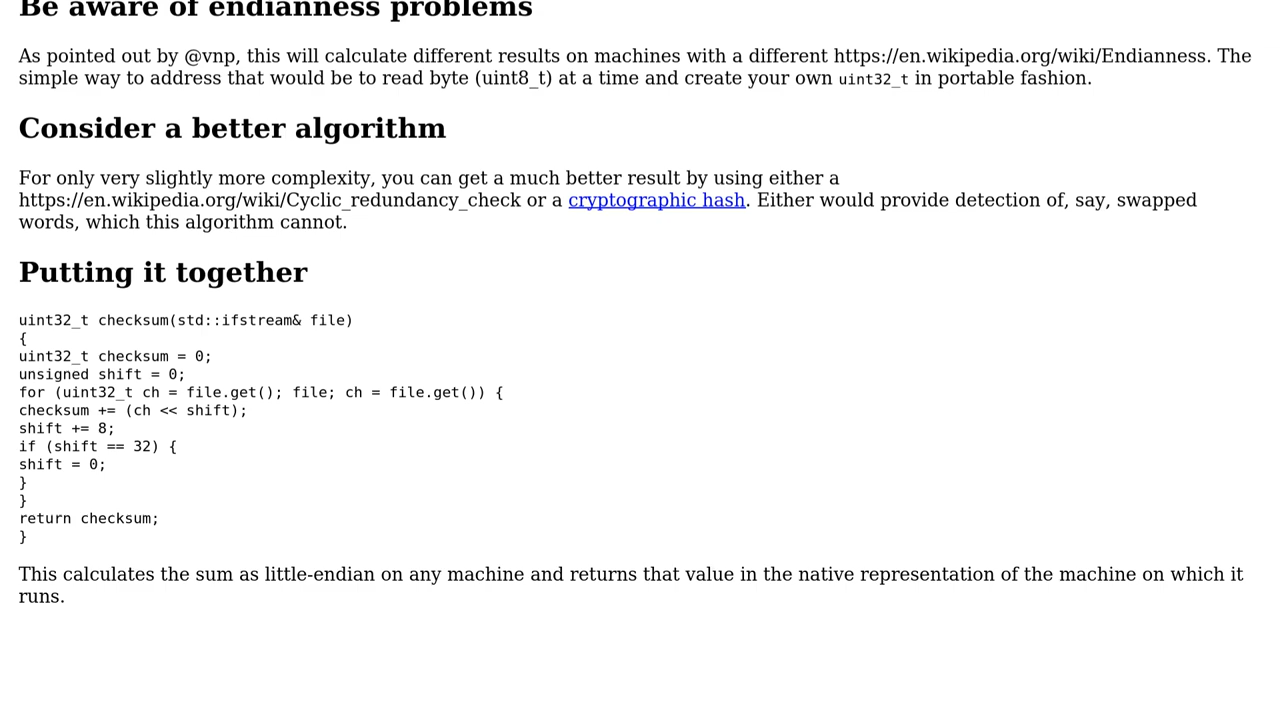 Be aware of endianness problems
As pointed out by @vnp, this will calculate different results on machines with a different https://en.wikipedia.org/wiki/Endianness. The
simple way to address that would be to read byte (uint8_t) at a time and create your own uint32_t in portable fashion.
Consider a better algorithm
For only very slightly more complexity, you can get a much better result by using either a
https://en.wikipedia.org/wiki/Cyclic_redundancy_check or a cryptographic hash. Either would provide detection of, say, swapped
words, which this algorithm cannot.
Putting it together
uint32_t checksum(std::ifstream& file)
{
uint32_t checksum = 0;
unsigned shift = 0;
for (uint32_t ch = file.get(); file; ch = file.get()) {
checksum += (ch << shift);
shift += 8;
if (shift == 32) {
shift = 0;
}
}
return checksum;
}
This calculates the sum as little-endian on any machine and returns that value in the native representation of the machine on which it
runs.